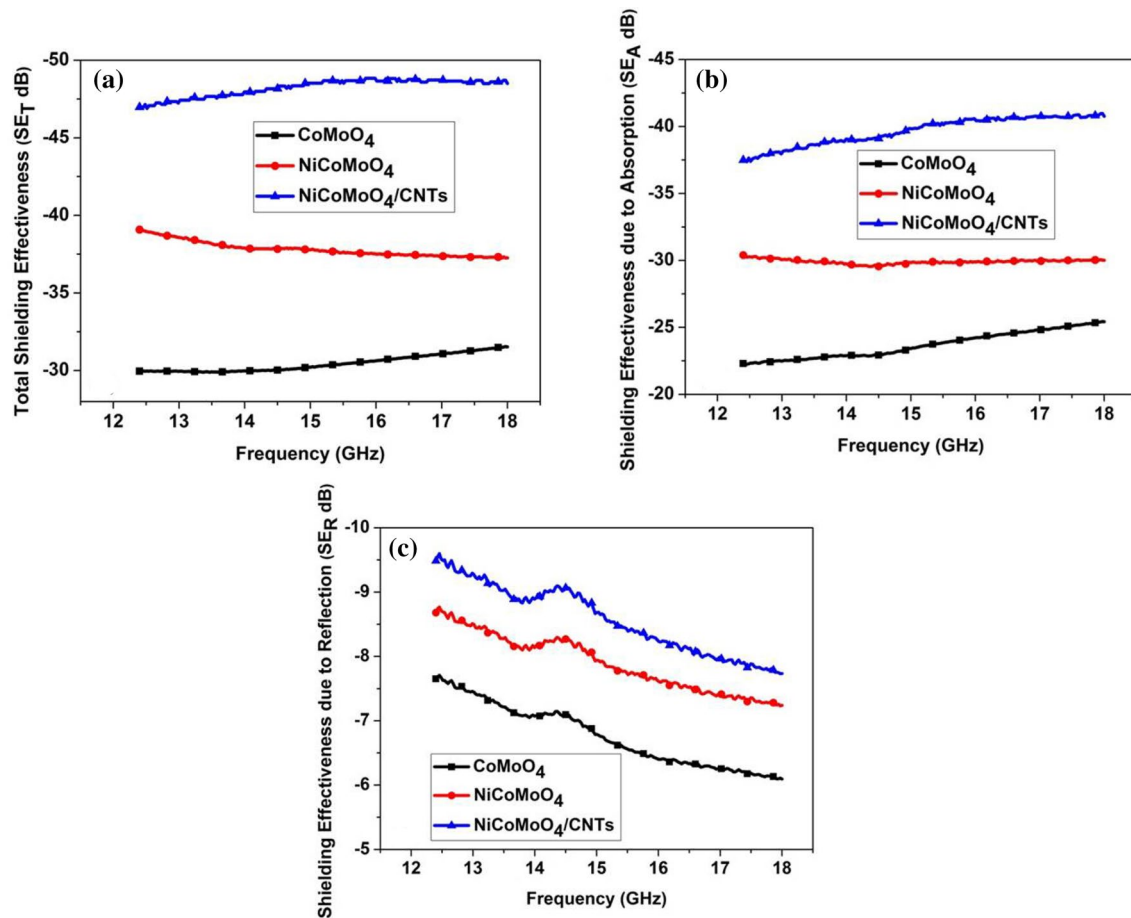 (a)
Total Shielding Effectiveness (SE_T dB)
-50
-45
-40
-35
-30
CoMoO₄
NiCoMoO₄
NiCoMoO₄/CNTs
12 13 14 15 16 17 18
Frequency (GHz)
(b)
Shielding Effectiveness due to Absorption (SE_A dB)
-45
-40
-35
-30
-25
-20
CoMoO₄
NiCoMoO₄
NiCoMoO₄/CNTs
12 13 14 15 16 17 18
Frequency (GHz)
(c)
Shielding Effectiveness due to Reflection (SE_R dB)
-10
-9
-8
-7
-6
-5
CoMoO₄
NiCoMoO₄
NiCoMoO₄/CNTs
12 13 14 15 16 17 18
Frequency (GHz)